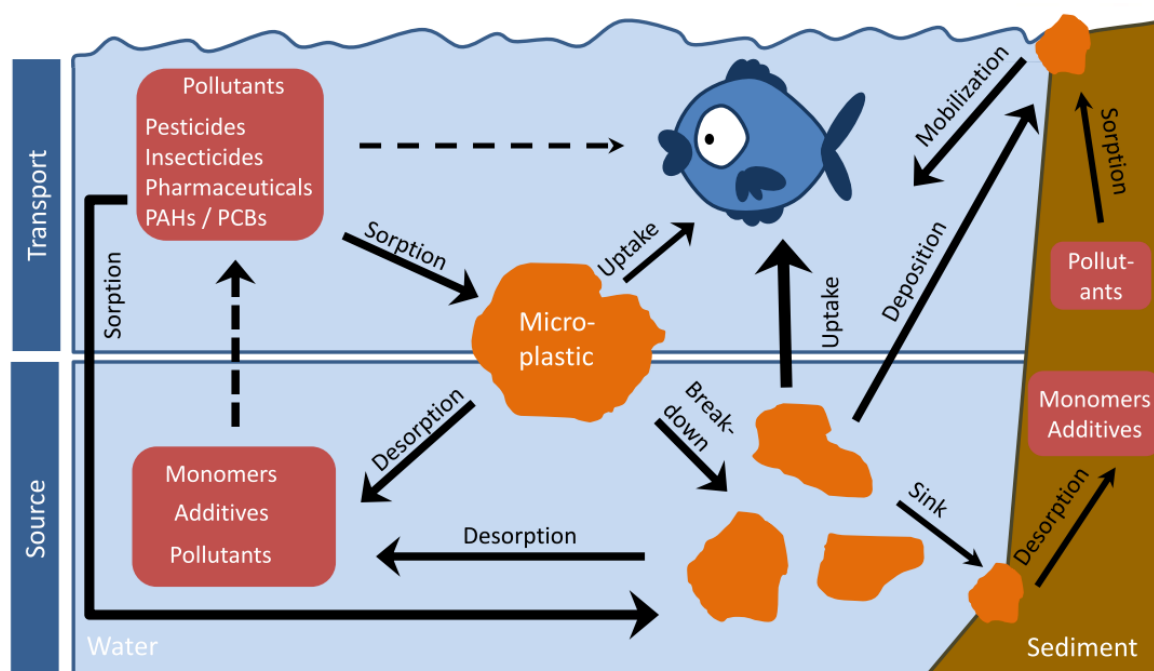 Transport
Source
Pollutants
Pesticides
Insecticides
Pharmaceuticals
PAHs / PCBs
Sorption
Sorption
Micro-
plastic
Uptake
Uptake
Mobilization
Deposition
Sorption
Pollut-
ants
Monomers
Additives
Desorption
Break-
down
Monomers
Additives
Pollutants
Desorption
Sink
Desorption
Water
Sediment